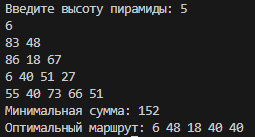 Введите высоту пирамиды: 5
6
83 48
86 18 67
6 40 51 27
55 40 73 66 51
Минимальная сумма: 152
Оптимальный маршрут: 6 48 18 40 40